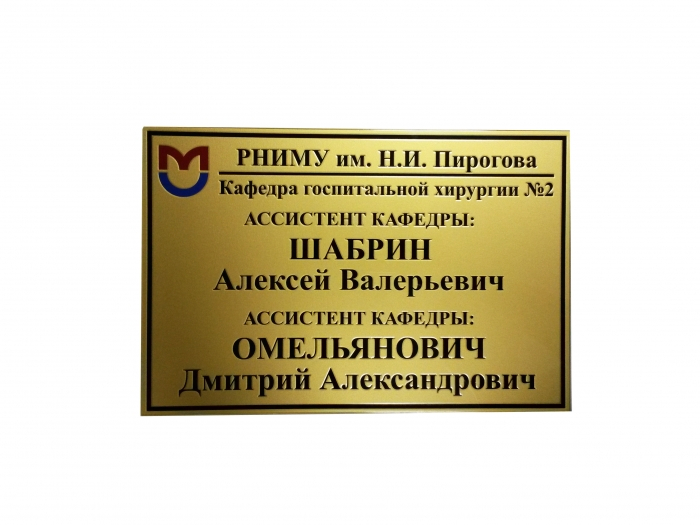 РНИМУ им. Н.И. Пирогова
Кафедра госпитальной хирургии №2
АССИСТЕНТ КАФЕДРЫ:
ШАБРИН
Алексей Валерьевич
АССИСТЕНТ КАФЕДРЫ:
ОМЕЛЬЯНОВИЧ
Дмитрий Александрович